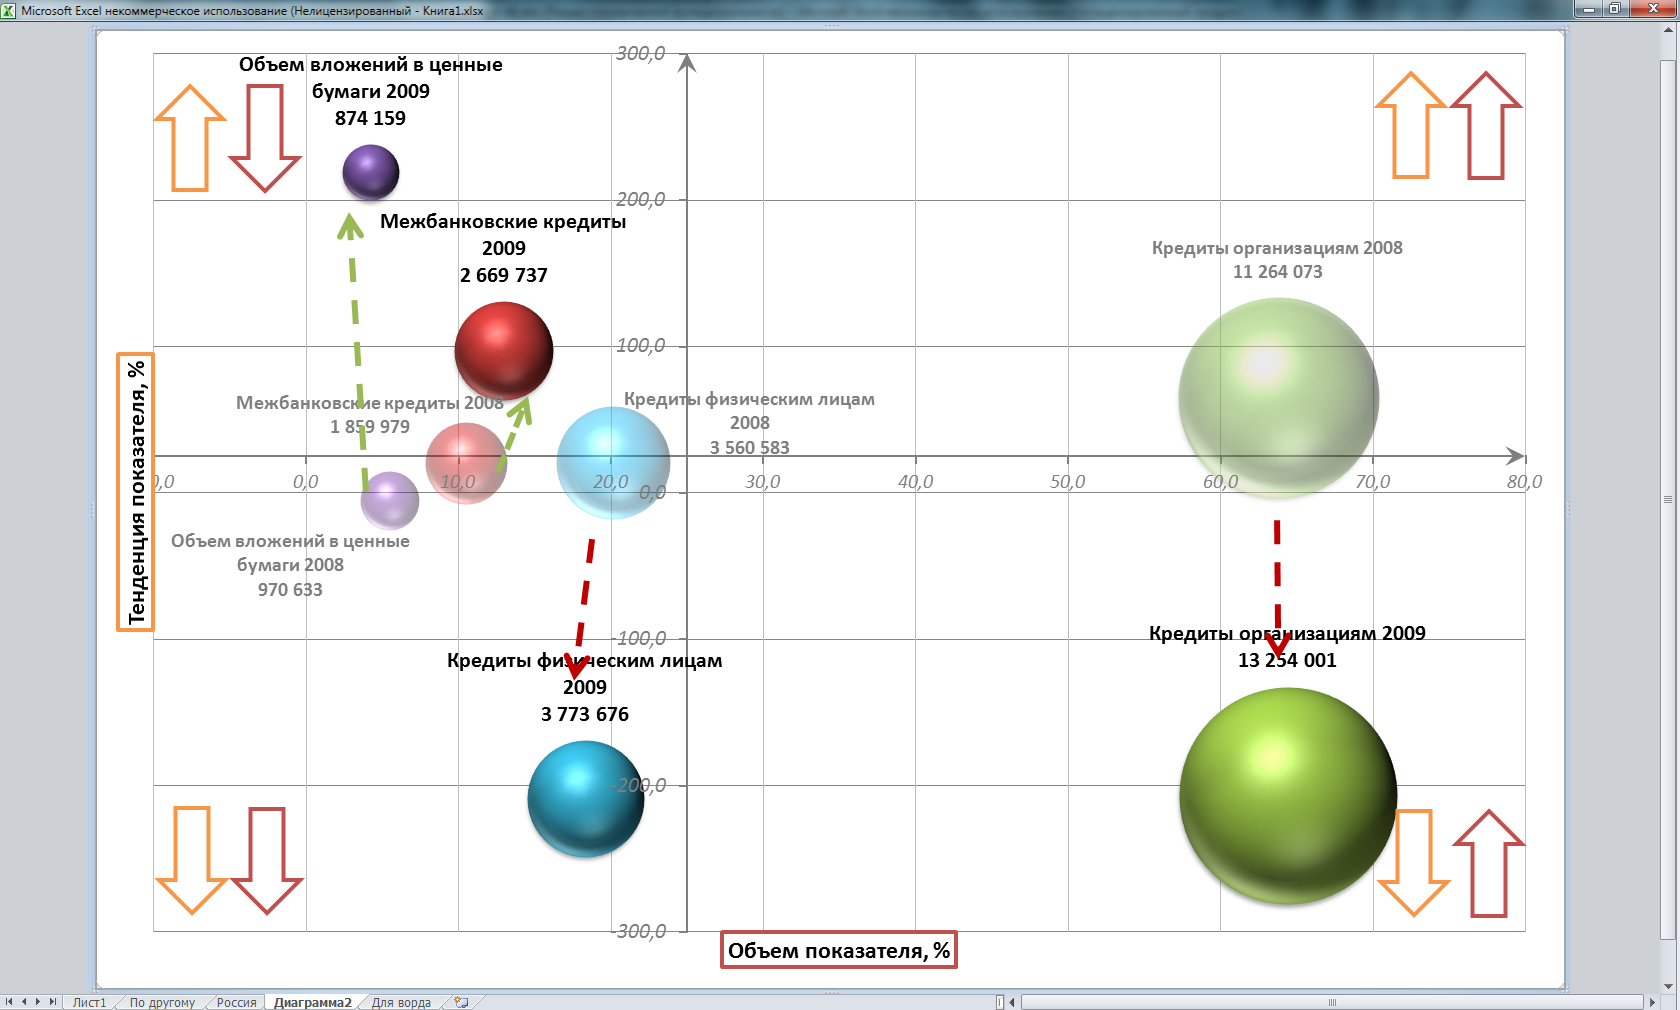 Microsoft Excel некоммерческое использование (Нелицензированный - Книга1.xlsx
300,0
Объем вложений в ценные
бумаги 2009
874 159
200,0
Межбанковские кредиты
2009
2 669 737
Кредиты организациям 2008
11 264 073
100,0
Тенденция показателя, %
Межбанковские кредиты 2008
1 859 979
Кредиты физическим лицам
2008
3 560 583
0,0
0,0
10,0
20,0
0,0
30,0
40,0
50,0
60,0
70,0
80,0
Объем вложений в ценные
бумаги 2008
970 633
-100,0
Кредиты организациям 2009
13 254 001
Кредиты физическим лицам
2009
3 773 676
-200,0
-300,0
Объем показателя, %
Лист1
По другому
Россия
Диаграмма2
Для ворда